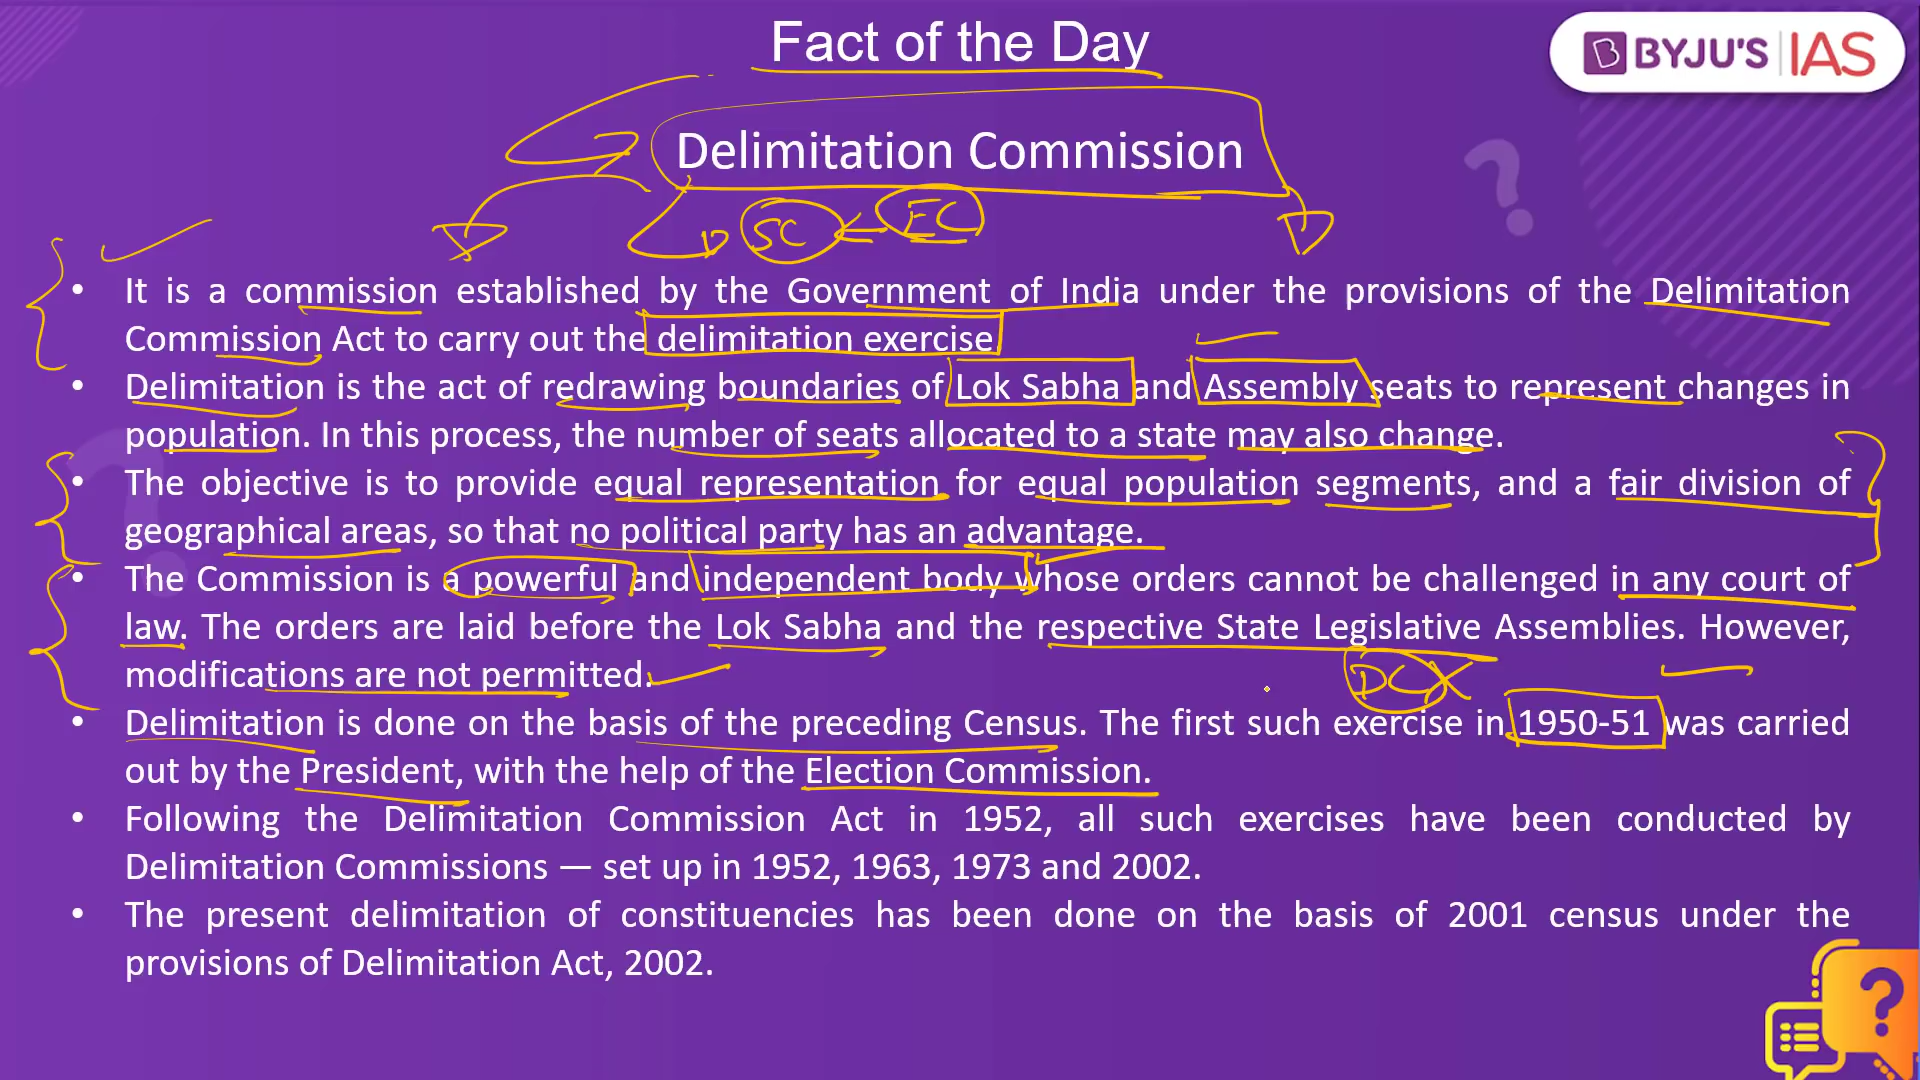 Fact of the Day
BYJU'S IAS
Delimitation Commission
SC EC
• It is a commission established by the Government of India under the provisions of the Delimitation
Commission Act to carry out the delimitation exercise.
• Delimitation is the act of redrawing boundaries of Lok Sabha and Assembly seats to represent changes in
population. In this process, the number of seats allocated to a state may also change.
• The objective is to provide equal representation for equal population segments, and a fair division of
geographical areas, so that no political party has an advantage.
• The Commission is a powerful and independent body whose orders cannot be challenged in any court of
law. The orders are laid before the Lok Sabha and the respective State Legislative Assemblies. However,
modifications are not permitted.
DC
• Delimitation is done on the basis of the preceding Census. The first such exercise in 1950-51 was carried
out by the President, with the help of the Election Commission.
• Following the Delimitation Commission Act in 1952, all such exercises have been conducted by
Delimitation Commissions — set up in 1952, 1963, 1973 and 2002.
• The present delimitation of constituencies has been done on the basis of 2001 census under the
provisions of Delimitation Act, 2002.